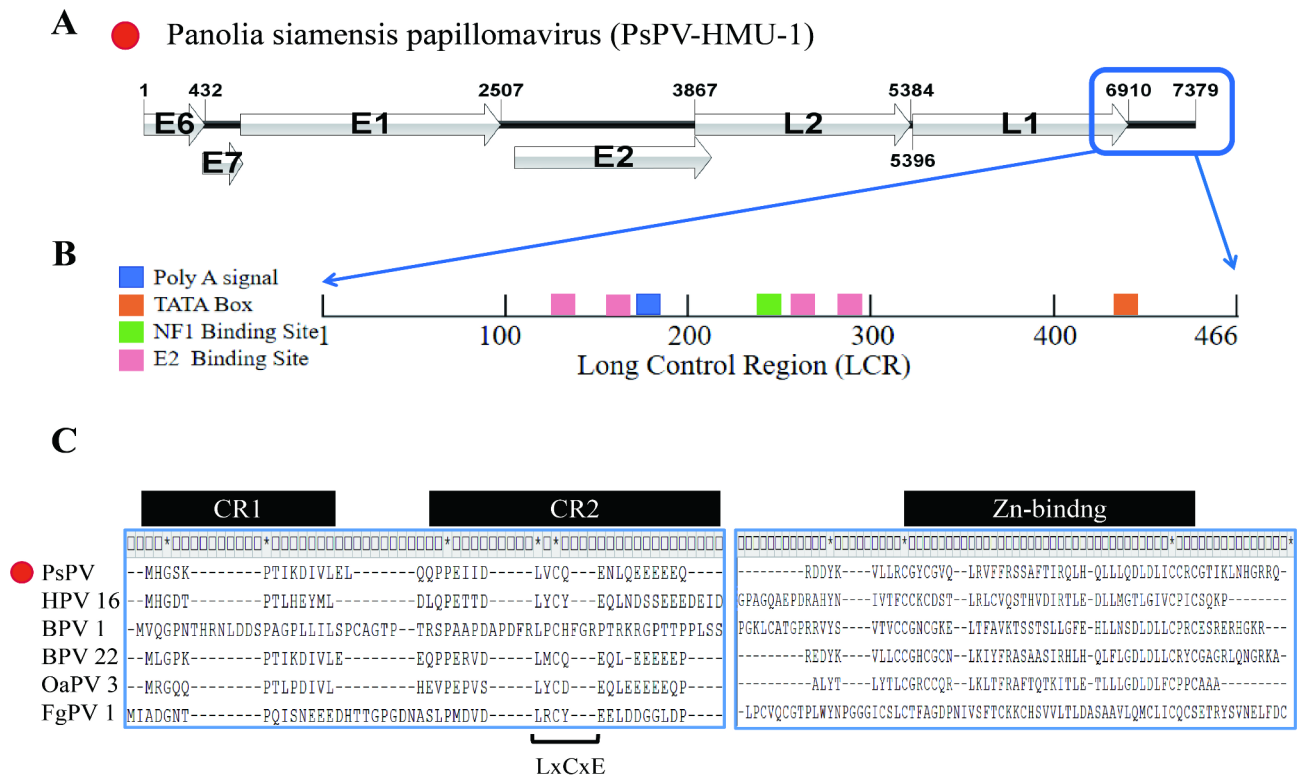 A
Panolia siamensis papillomavirus (PsPV-HMU-1)
1 432 2507 3867 5384 6910 7379
E6 E1 L2 L1
E7 E2 5396
B
Poly A signal
TATA Box
NF1 Binding Site
E2 Binding Site
1 100 200 300 400 466
Long Control Region (LCR)
C
CR1 CR2 Zn-bindng
PsPV --MHGSK--------PTIKDIVLEL-------QQPPEIID----LVCQ--ENLQEEEEEQ--- -------RDDYK---VLLRCGYCGVQ--LRVFFRSSAFTIRQLH-QLLLQDLDLICCRCGTIKLNHGRRQ-
HPV 16 --MHGDT--------PTLHEYML---------DLQPETTD----LYCY--EQLNDSSEEEDEID GPAGQAEPDRAHYN---IVTFCCKCDST--LRLCVQSTHVDIRTLE-DLLMGTLGIVCPICSQKP-------
BPV 1 -MVQGPNTHRNLDDSPAGPLLILSPCAGTP--TRSPAAPDAPDFRLPCHFGRPTRKRGPTTPPLSS PGKLCATGPRRVYS---VTVCCGNCGKE--LTFAVKTSSTSLLGFE-HLLNSDLDLLCPRCESRERHGKR--
BPV 22 --MLGPK--------PTIKDIVLE--------EQPPERVD----LMCQ--EQL-EEEEEP---- -------REDYK---VLLCCGHCGCN--LKIYFRASAASIRHLH-QLFLGDLDLLCRYCGAGRLQNGRKA-
OaPV 3 --MRGQQ--------PTLPDIVL---------HEVPEPVS----LYCD--EQLEEEEEQP---- --------ALYT----LYTLCGRCCQR--LKLTFRAFTQTKITLE-TLLLGDLDLFCPPCAAA--------
FgPV 1 MIADGNT--------PQISNEEEDHTTGPGDNASLPMDVD----LRCY--EELDDGGLDP---- -LPCVQCGTPLWYNPGGGICSLCTFAGDPNIVSFTCKKCHSVVLTLDASAAVLQMCLICQCSETRYSVNELFDC
LxCxE